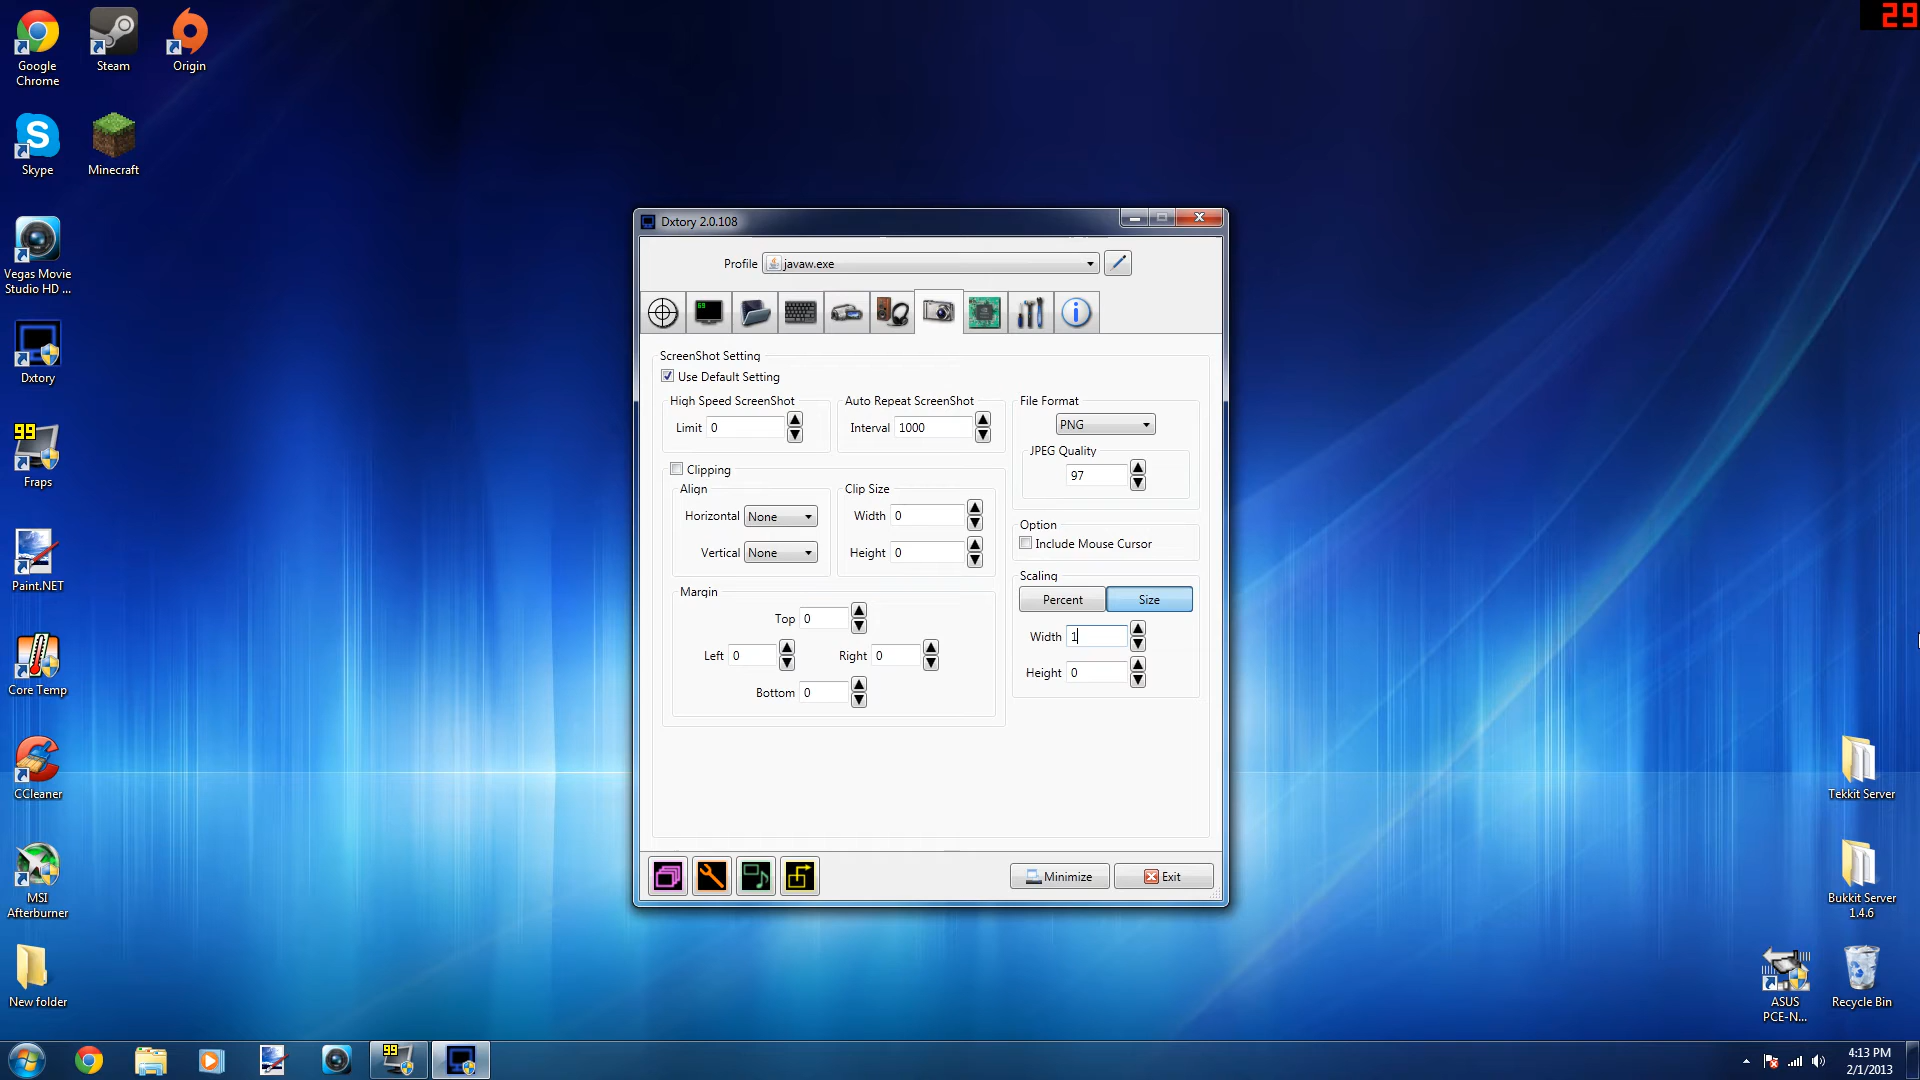 29
Google
Chrome
Steam
Origin
Skype
Minecraft
Vegas Movie
Studio HD ...
Dxtory
99
Fraps
Paint.NET
Core Temp
CCleaner
MSI
Afterburner
New folder
Dxtory 2.0.108
Profile
javaw.exe
ScreenShot Setting
Use Default Setting
High Speed ScreenShot
Limit 0
Auto Repeat ScreenShot
Interval 1000
File Format
PNG
JPEG Quality
97
Clipping
Align
Horizontal None
Vertical None
Clip Size
Width 0
Height 0
Option
Include Mouse Cursor
Scaling
Percent Size
Width 1
Height 0
Margin
Top 0
Left 0
Right 0
Bottom 0
Minimize
Exit
Tekkit Server
Bukkit Server
1.4.6
ASUS
PCE-N...
Recycle Bin
99
4:13 PM
2/1/2013